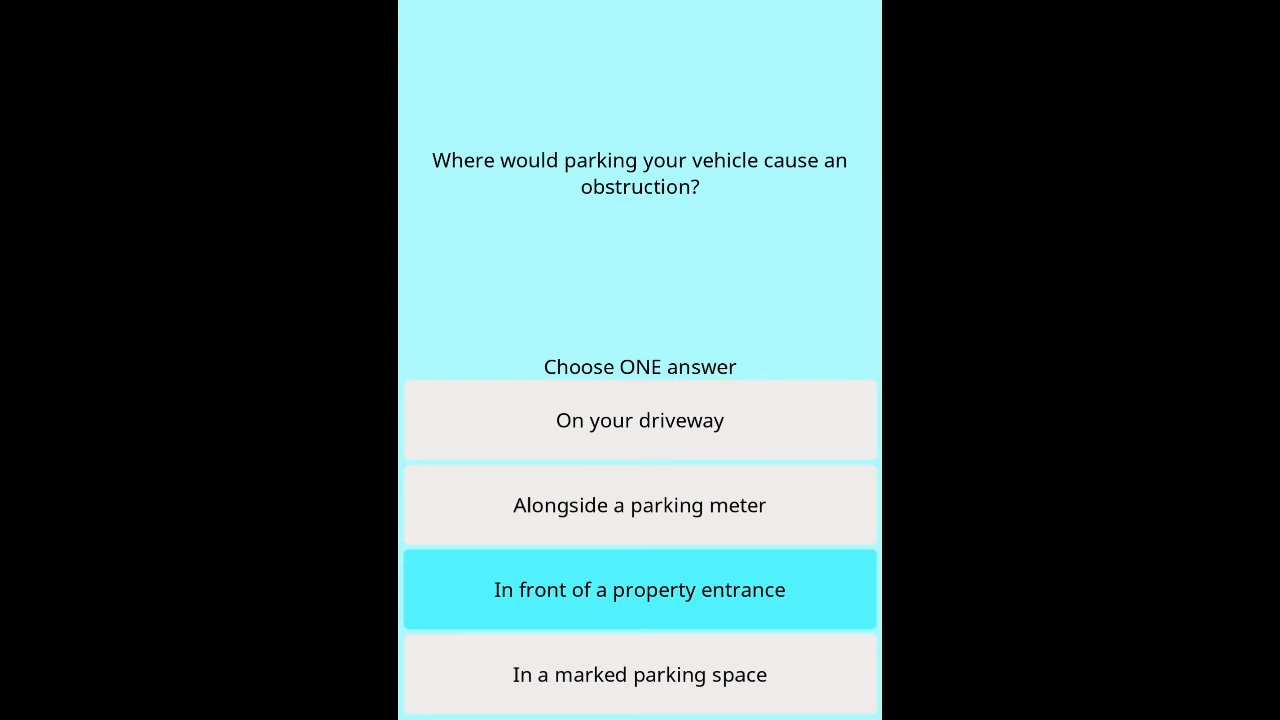 Where would parking your vehicle cause an
obstruction?
Choose ONE answer
On your driveway
Alongside a parking meter
In front of a property entrance
In a marked parking space